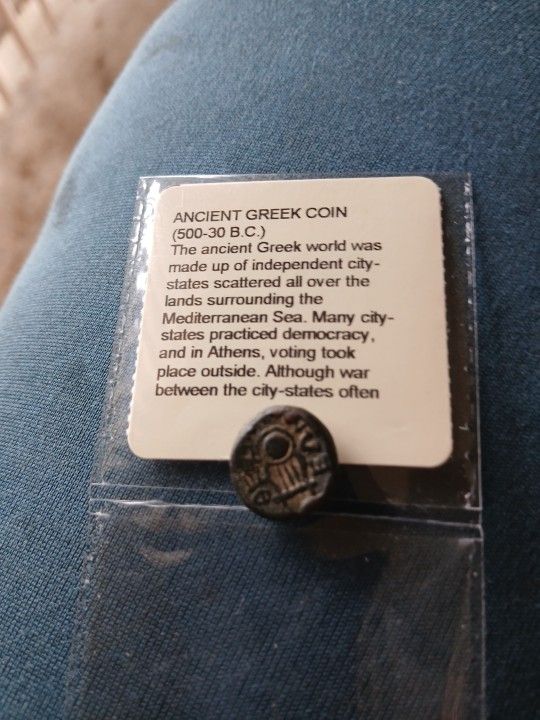 ANCIENT GREEK COIN
(500-30 B.C.)
The ancient Greek world was
made up of independent city-
states scattered all over the
lands surrounding the
Mediterranean Sea. Many city-
states practiced democracy,
and in Athens, voting took
place outside. Although war
between the city-states often